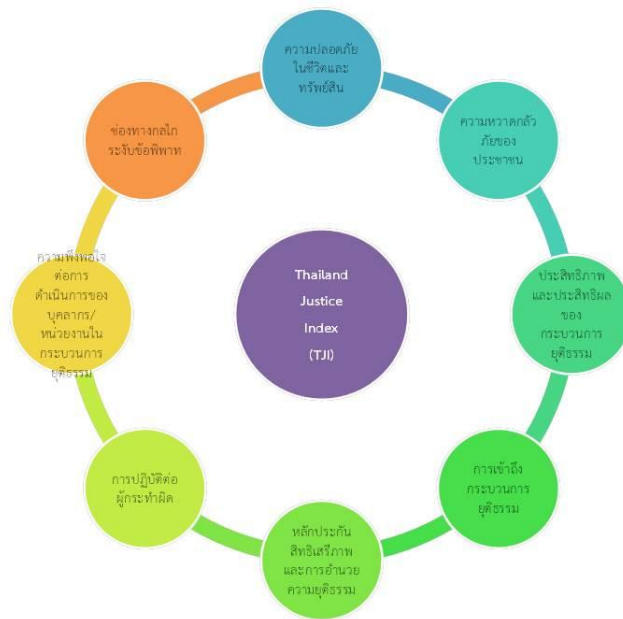 ความปลอดภัย
ในชีวิตและ
ทรัพย์สิน
ความหวาดกลัว
ภัยของ
ประชาชน
ประสิทธิภาพ
และประสิทธิผล
ของ
กระบวนการ
ยุติธรรม
การเข้าถึง
กระบวนการ
ยุติธรรม
หลักประกัน
สิทธิเสรีภาพ
และการอำนวย
ความยุติธรรม
การปฏิบัติต่อ
ผู้กระทำผิด
ความพึงพอใจ
ต่อการ
ดำเนินการของ
บุคลากร/
หน่วยงานใน
กระบวนการ
ยุติธรรม
ช่องทางกลไก
ระงับข้อพิพาท
Thailand
Justice
Index
(TJI)